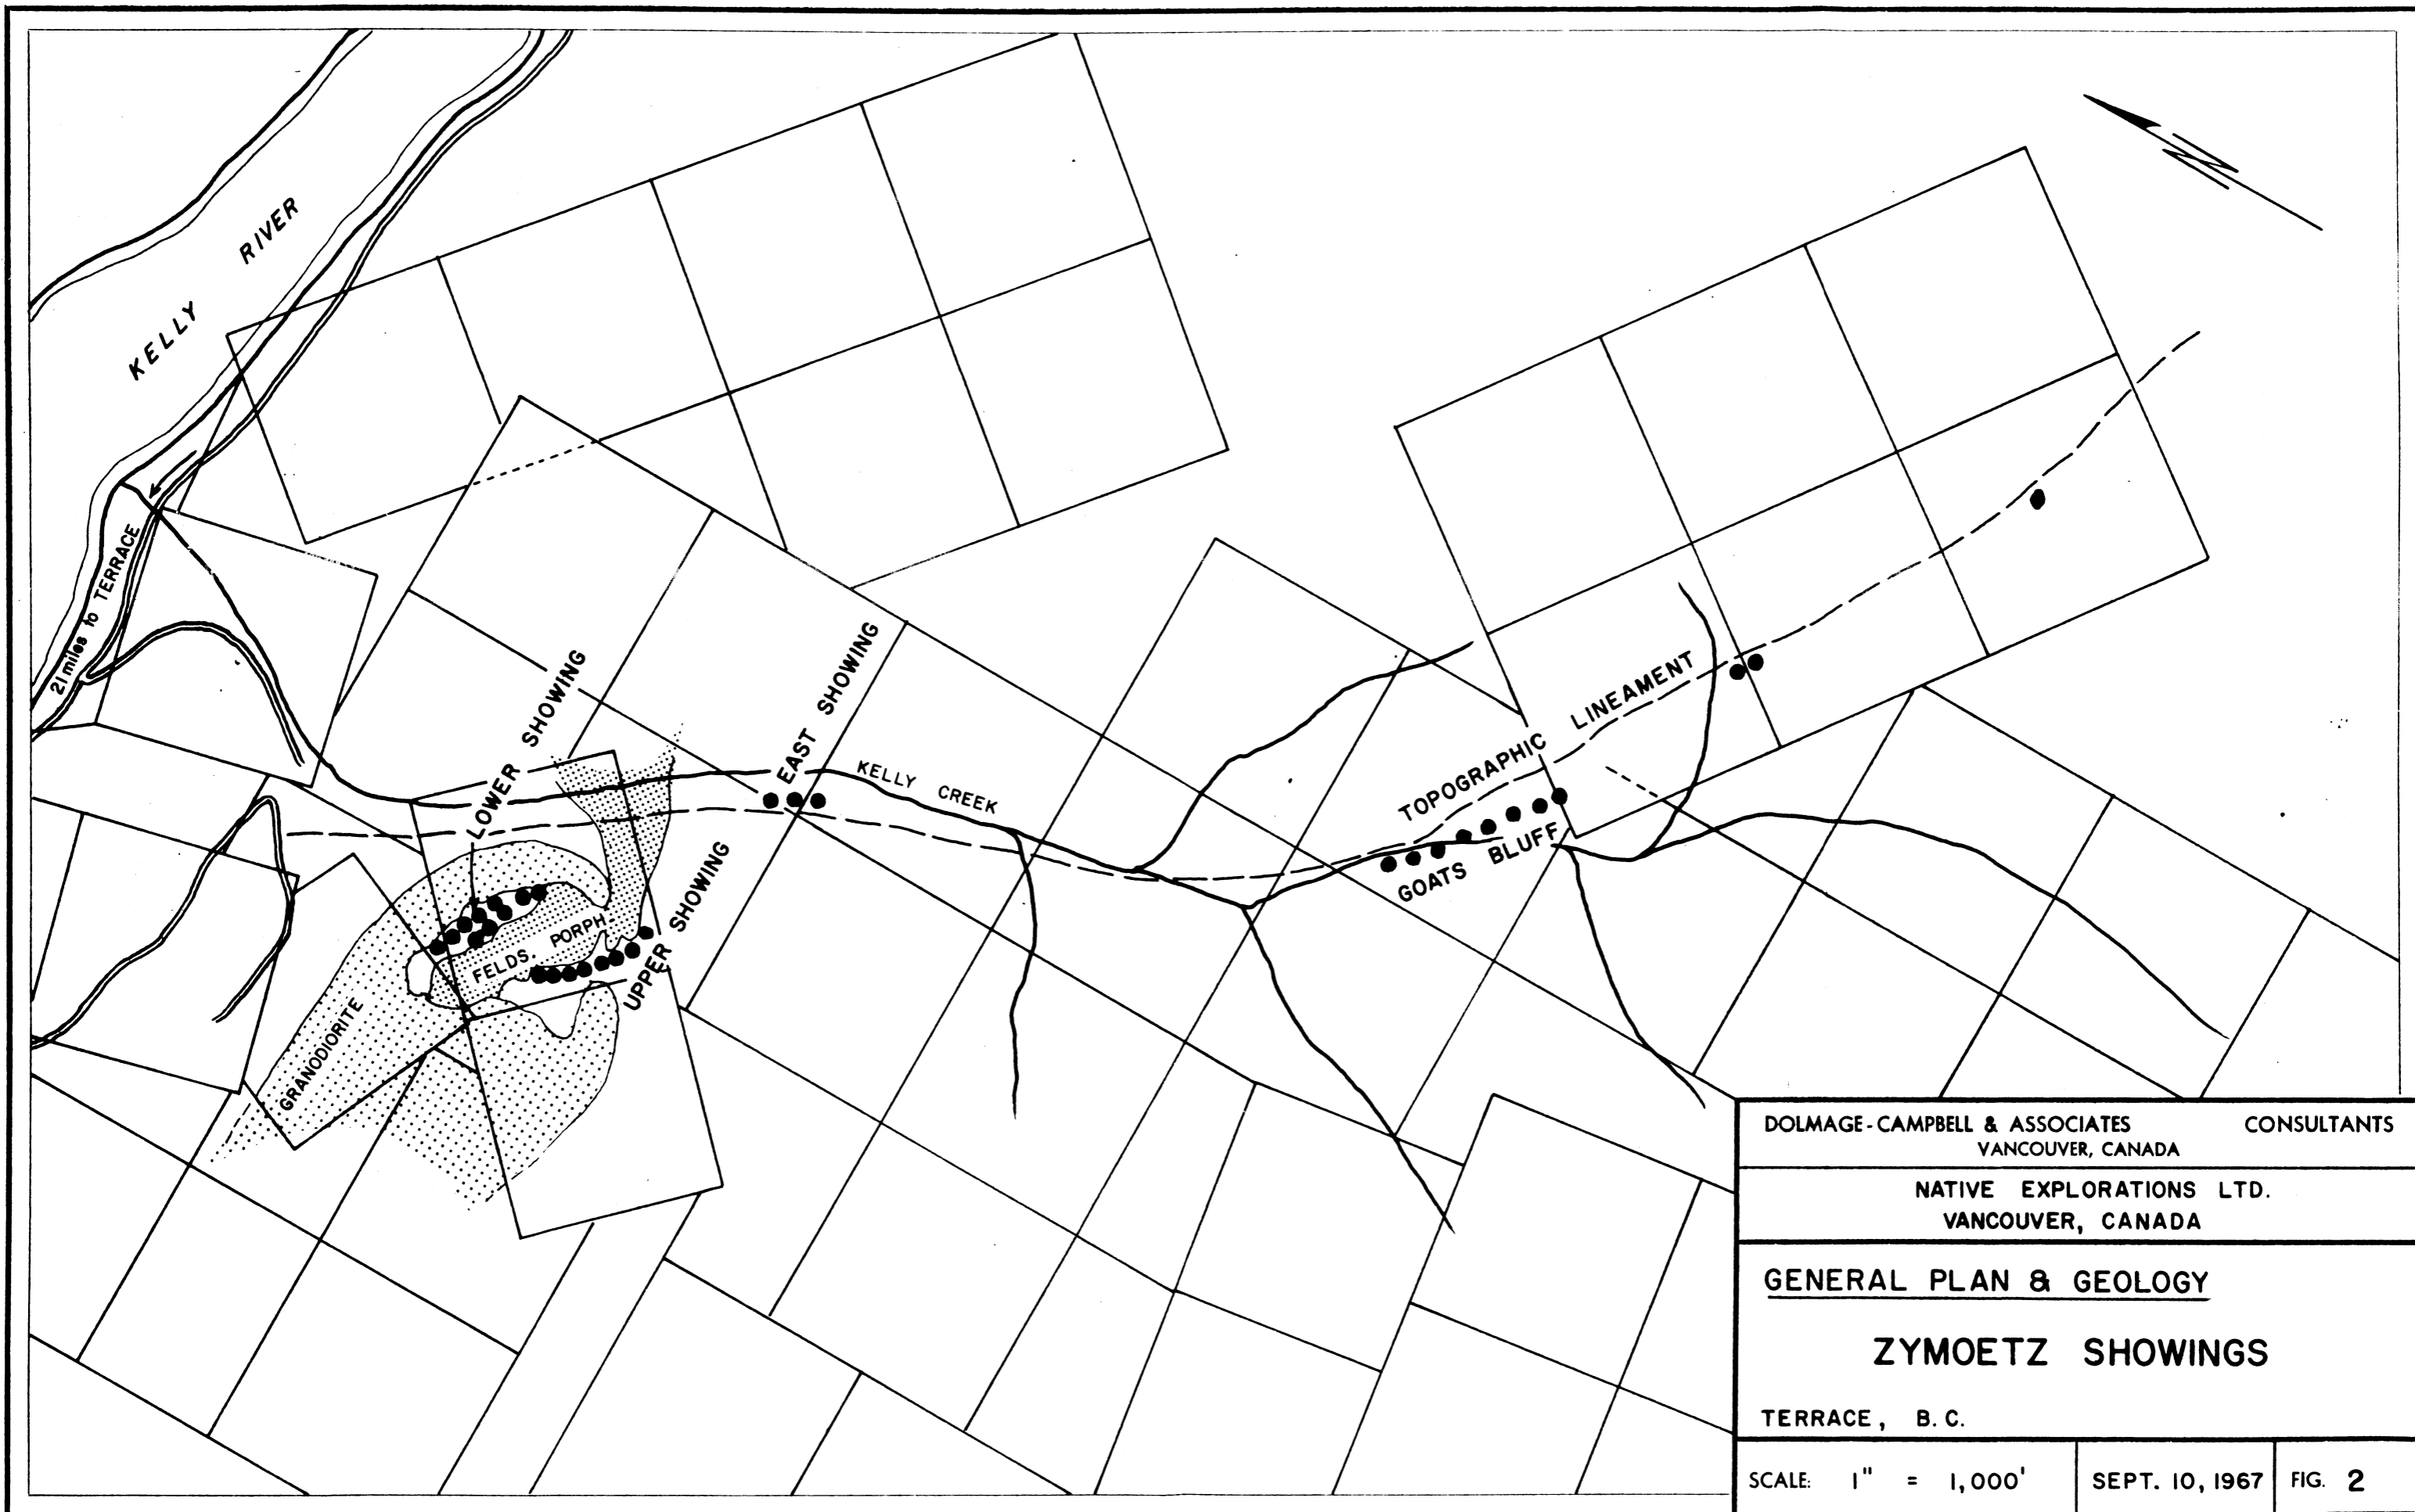 KELLY RIVER
21 miles to TERRACE
LOWER SHOWING
EAST SHOWING
UPPER SHOWING
KELLY CREEK
TOPOGRAPHIC LINEAMENT
GOATS BLUFF
FELDS. PORPH.
GRANODIORITE
N
DOLMAGE-CAMPBELL & ASSOCIATES CONSULTANTS
VANCOUVER, CANADA
NATIVE EXPLORATIONS LTD.
VANCOUVER, CANADA
GENERAL PLAN & GEOLOGY
ZYMOETZ SHOWINGS
TERRACE, B.C.
SCALE: 1" = 1,000' SEPT. 10, 1967 FIG. 2